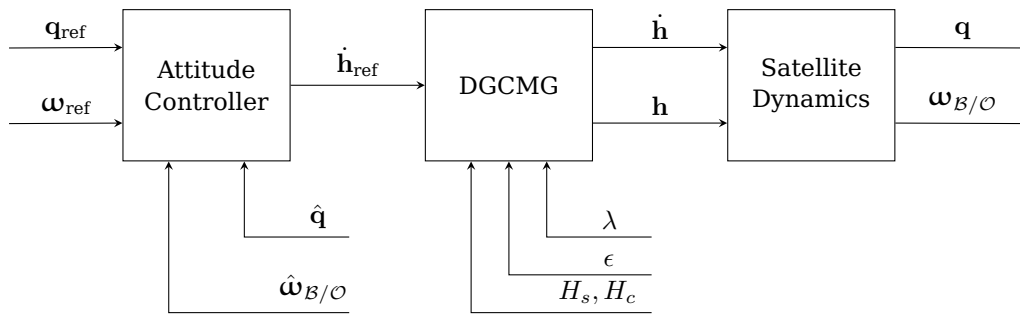 𝐪_ref
𝛚_ref
Attitude
Controller
ḣ_ref
DGCMG
ḣ
h
Satellite
Dynamics
𝐪
𝛚_ℬ/𝒪
q̂
ω̂_ℬ/𝒪
λ
ϵ
H_s, H_c